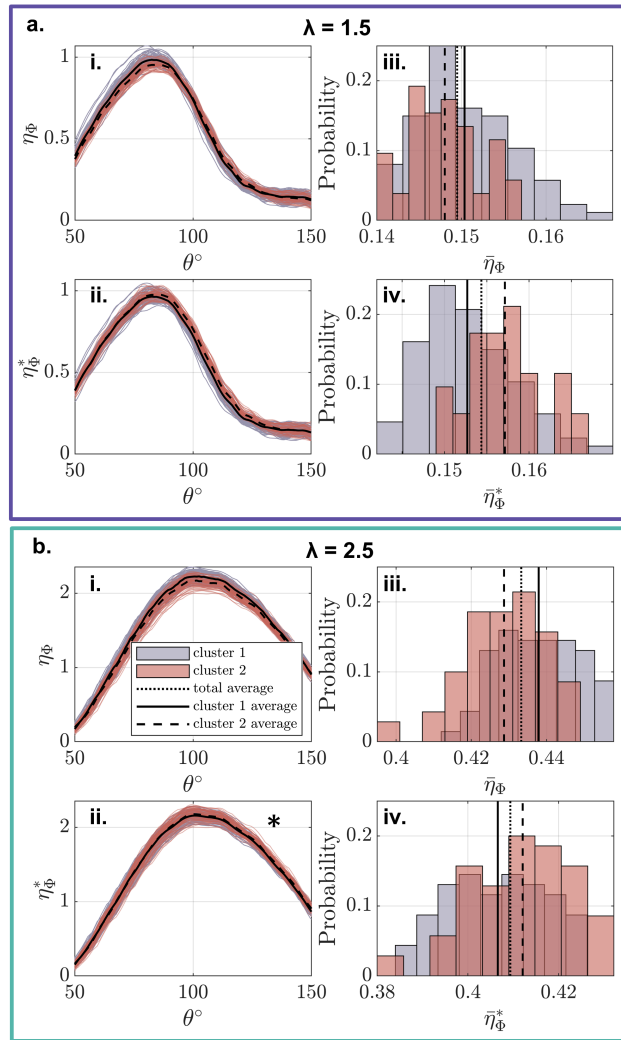 a. λ = 1.5
i.
η_Φ
1
0.5
0
50 100 150
θ°
iii.
Probability
0.2
0.1
0
0.14 0.15 0.16
η̄_Φ
ii.
η*_Φ
1
0.5
0
50 100 150
θ°
iv.
Probability
0.2
0.1
0
0.15 0.16
η̄*_Φ
b. λ = 2.5
i.
η_Φ
2
1
0
50 100 150
θ°
cluster 1
cluster 2
total average
cluster 1 average
cluster 2 average
iii.
Probability
0.2
0.1
0
0.4 0.42 0.44
η̄_Φ
ii.
*
η*_Φ
2
1
0
50 100 150
θ°
iv.
Probability
0.2
0.1
0
0.38 0.4 0.42
η̄*_Φ